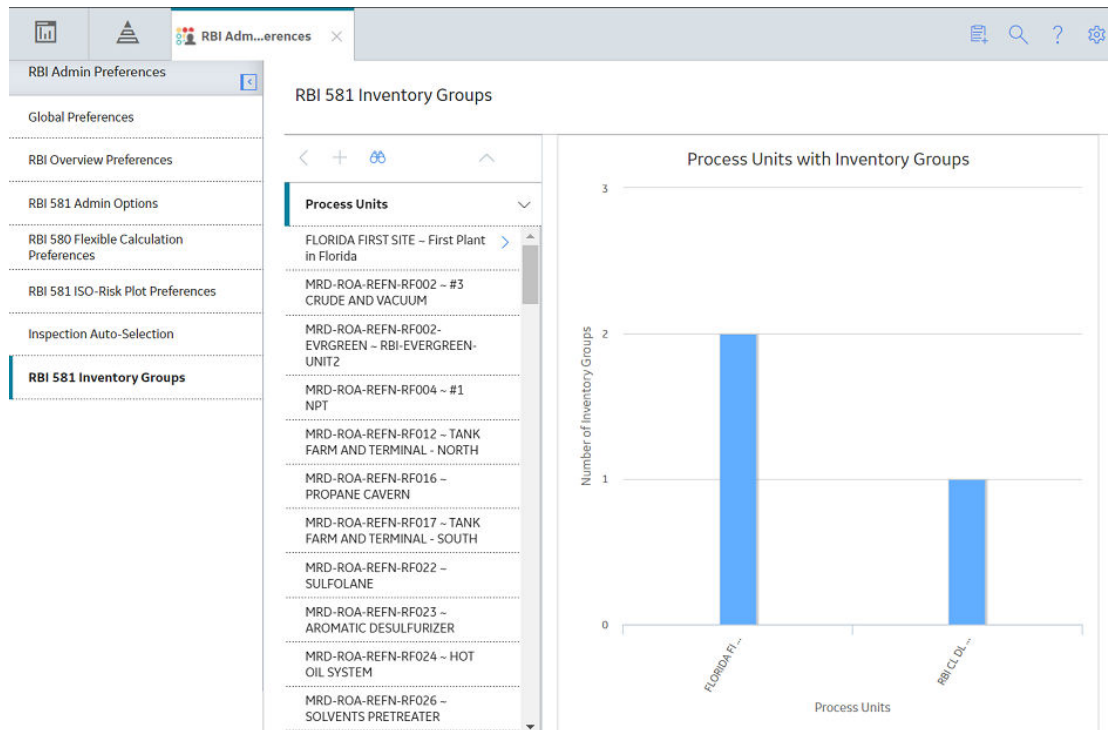 RBI Adm...erences
RBI Admin Preferences
Global Preferences
RBI Overview Preferences
RBI 581 Admin Options
RBI 580 Flexible Calculation
Preferences
RBI 581 ISO-Risk Plot Preferences
Inspection Auto-Selection
RBI 581 Inventory Groups
RBI 581 Inventory Groups
Process Units
FLORIDA FIRST SITE ~ First Plant
in Florida
MRD-ROA-REFN-RF002 ~ #3
CRUDE AND VACUUM
MRD-ROA-REFN-RF002-
EVRGREEN ~ RBI-EVERGREEN-
UNIT2
MRD-ROA-REFN-RF004 ~ #1
NPT
MRD-ROA-REFN-RF012 ~ TANK
FARM AND TERMINAL - NORTH
MRD-ROA-REFN-RF016 ~
PROPANE CAVERN
MRD-ROA-REFN-RF017 ~ TANK
FARM AND TERMINAL - SOUTH
MRD-ROA-REFN-RF022 ~
SULFOLANE
MRD-ROA-REFN-RF023 ~
AROMATIC DESULFURIZER
MRD-ROA-REFN-RF024 ~ HOT
OIL SYSTEM
MRD-ROA-REFN-RF026 ~
SOLVENTS PRETREATER
Process Units with Inventory Groups
Number of Inventory Groups
3
2
1
0
FLORIDA FI...
RBI CL DL...
Process Units